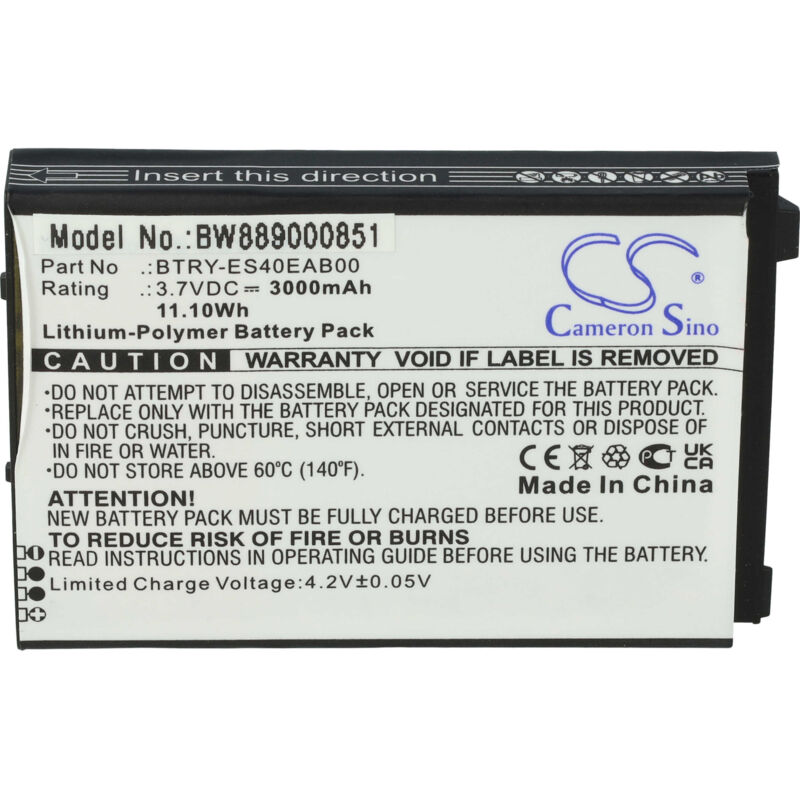 Insert this direction
Model No.:BW889000851
Part No :BTRY-ES40EAB00
Rating :3.7VDC 3000mAh
11.10Wh
Lithium-Polymer Battery Pack
Cameron Sino
CAUTION WARRANTY VOID IF LABEL IS REMOVED
•DO NOT ATTEMPT TO DISASSEMBLE, OPEN OR SERVICE THE BATTERY PACK.
•REPLACE ONLY WITH THE BATTERY PACK DESIGNATED FOR THIS PRODUCT.
•DO NOT CRUSH, PUNCTURE, SHORT EXTERNAL CONTACTS OR DISPOSE OF
IN FIRE OR WATER.
•DO NOT STORE ABOVE 60°C (140°F).
CE PCT UKCA
Made In China
ATTENTION!
NEW BATTERY PACK MUST BE FULLY CHARGED BEFORE USE.
TO REDUCE RISK OF FIRE OR BURNS
READ INSTRUCTIONS IN OPERATING GUIDE BEFORE USING THE BATTERY.
Limited Charge Voltage:4.2V±0.05V